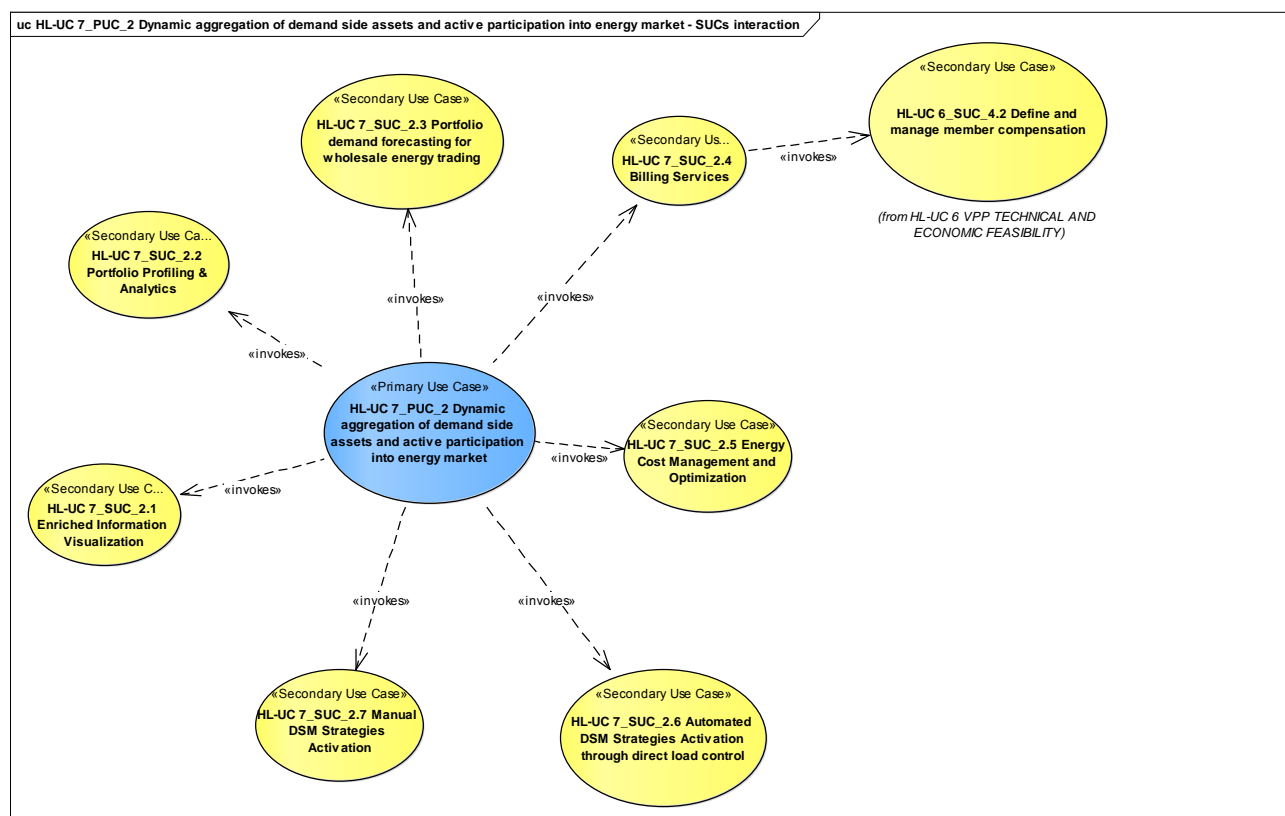 uc HL-UC 7_PUC_2 Dynamic aggregation of demand side assets and active participation into energy market - SUCs interaction
«Secondary Use Case»
HL-UC 7_SUC_2.3 Portfolio
demand forecasting for
wholesale energy trading
«Secondary Us...
HL-UC 7_SUC_2.4
Billing Services
«invokes»
«Secondary Use Case»
HL-UC 6_SUC_4.2 Define and
manage member compensation
(from HL-UC 6 VPP TECHNICAL AND
ECONOMIC FEASIBILITY)
«Secondary Use Ca...
HL-UC 7_SUC_2.2
Portfolio Profiling &
Analytics
«invokes»
«invokes»
«invokes»
«Primary Use Case»
HL-UC 7_PUC_2 Dynamic
aggregation of demand side
assets and active participation
into energy market
«invokes»
«Secondary Use Case»
HL-UC 7_SUC_2.5 Energy
Cost Management and
Optimization
«invokes»
«Secondary Use C...
HL-UC 7_SUC_2.1
Enriched Information
Visualization
«invokes»
«invokes»
«Secondary Use Case»
HL-UC 7_SUC_2.7 Manual
DSM Strategies
Activation
«Secondary Use Case»
HL-UC 7_SUC_2.6 Automated
DSM Strategies Activation
through direct load control